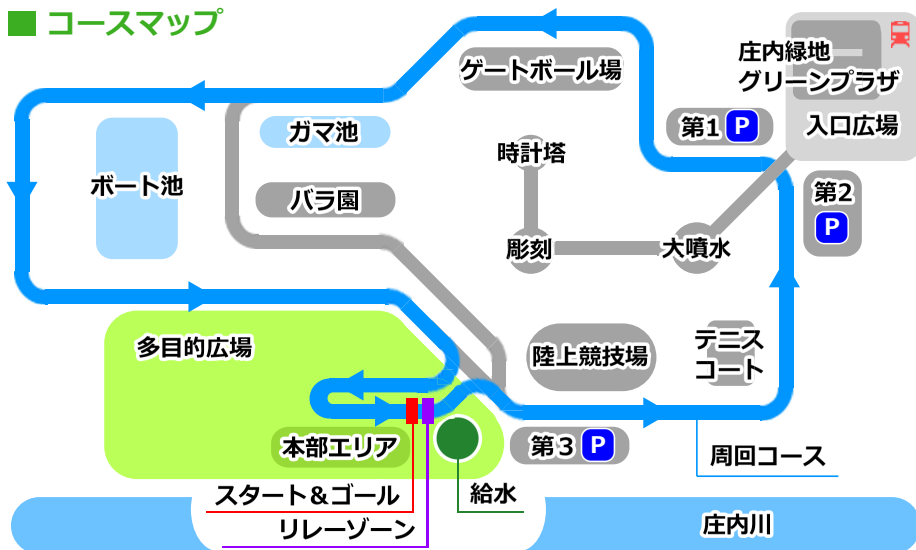 コースマップ
ゲートボール場
庄内緑地
グリーンプラザ
入口広場
第1 P
ガマ池
時計塔
ボート池
バラ園
第2
P
彫刻
大噴水
多目的広場
陸上競技場
テニス
コート
本部エリア
第3 P
周回コース
スタート&ゴール
給水
リレーゾーン
庄内川